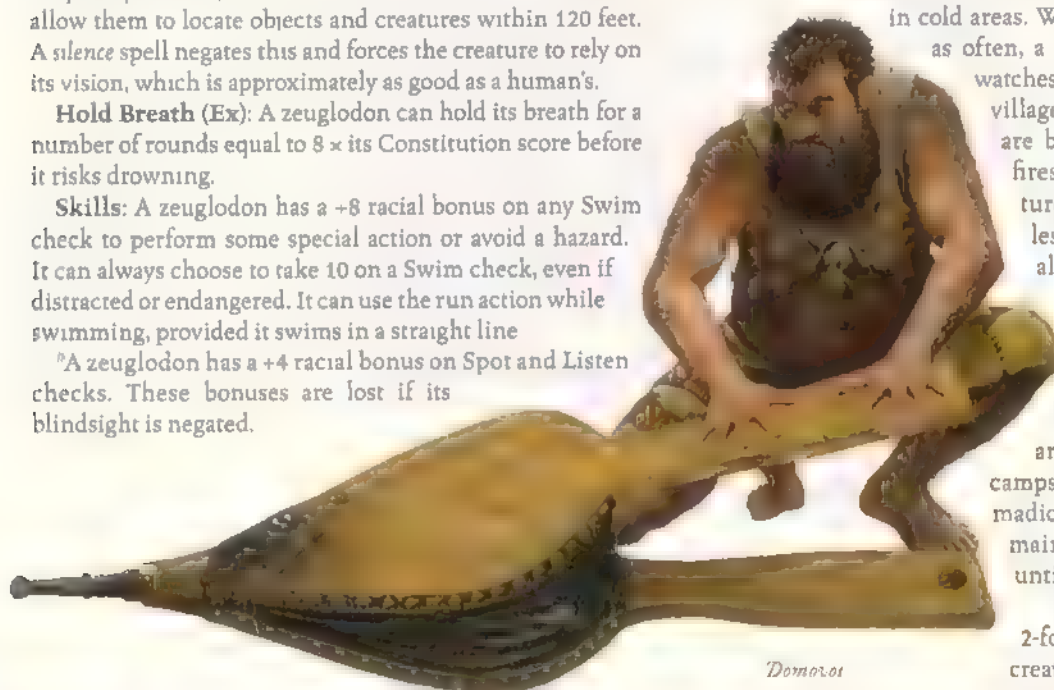 allow them to locate objects and creatures within 120 feet.
A silence spell negates this and forces the creature to rely on
its vision, which is approximately as good as a human's.
Hold Breath (Ex): A zeuglodon can hold its breath for a
number of rounds equal to 8 × its Constitution score before
it risks drowning.
Skills: A zeuglodon has a +8 racial bonus on any Swim
check to perform some special action or avoid a hazard.
It can always choose to take 10 on a Swim check, even if
distracted or endangered. It can use the run action while
swimming, provided it swims in a straight line
A zeuglodon has a +4 racial bonus on Spot and Listen
checks. These bonuses are lost if its
blindsight is negated.
Domovoi
in cold areas. W
as often, a
watches
village
are b
fires
tur
les
al
camps
madic
main
unt
2-fo